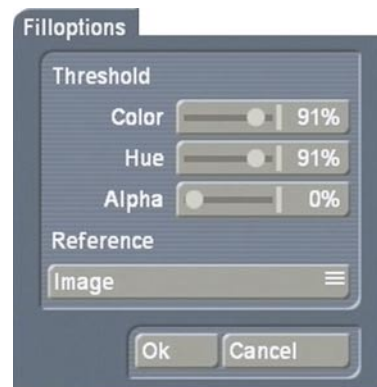 Filloptions
Threshold
Color 91%
Hue 91%
Alpha 0%
Reference
Image
Ok Cancel